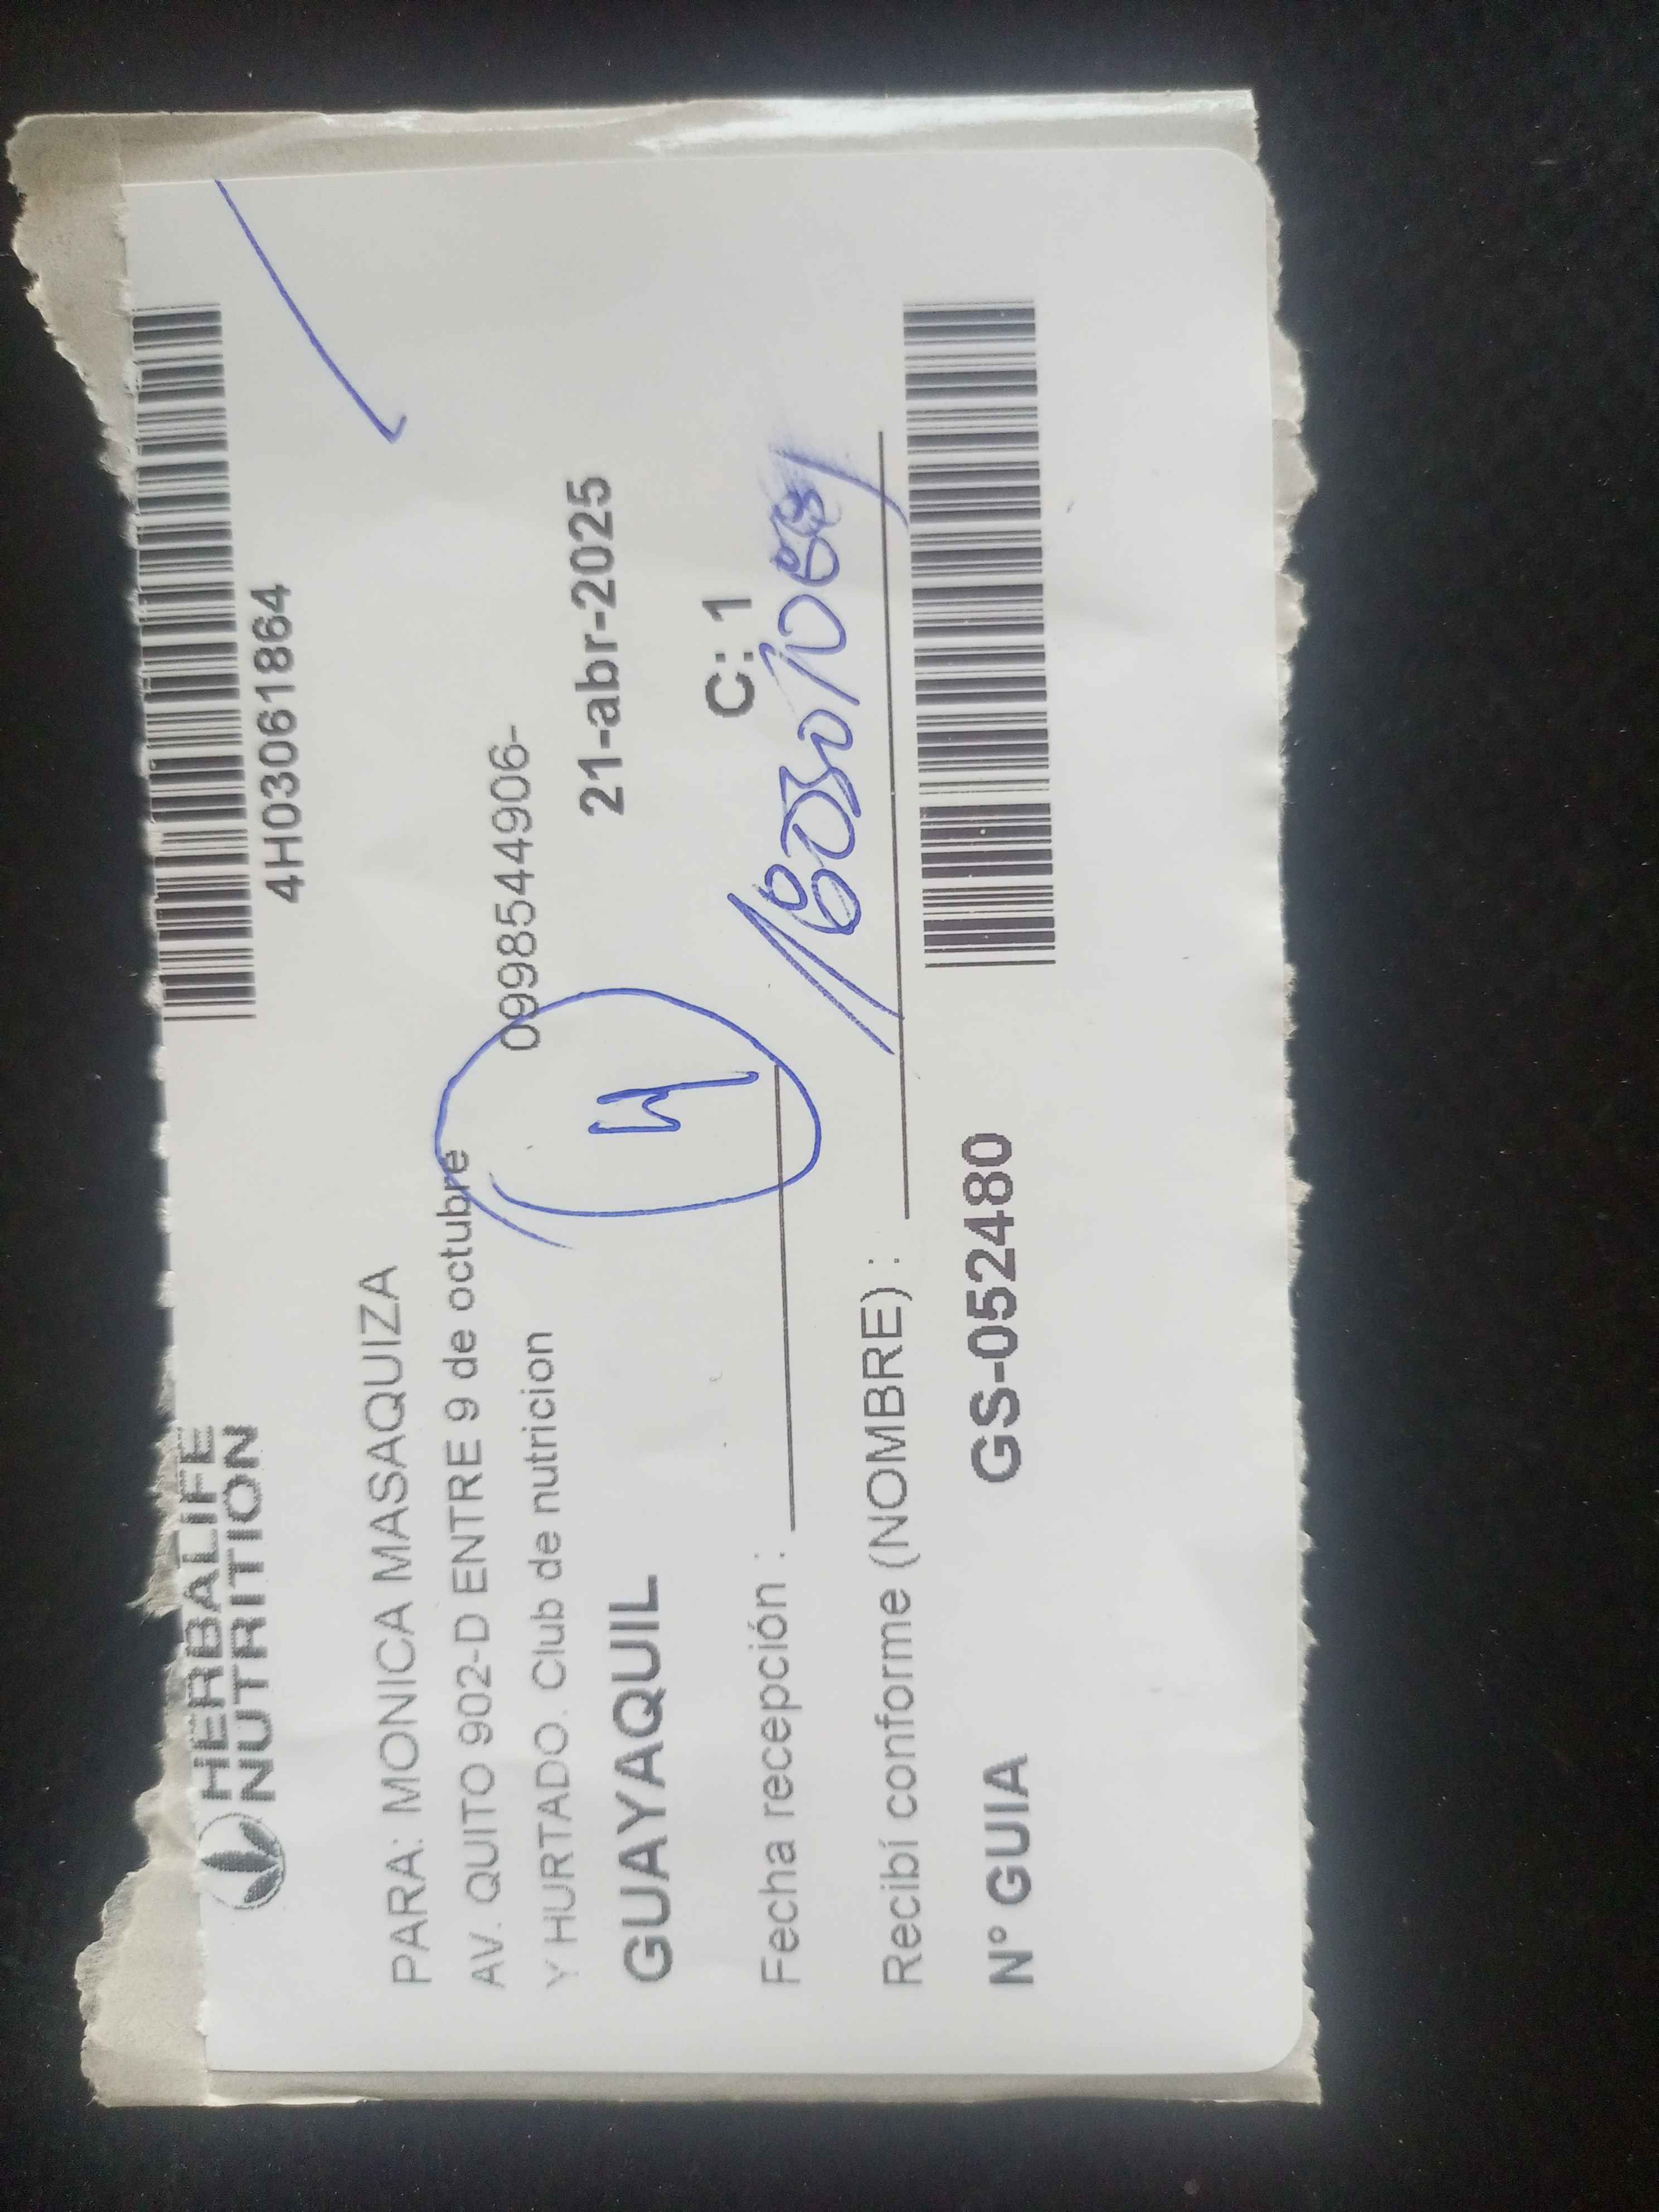 HERBALIFE
NUTRITION
4H03061864
PARA: MONICA MASAQUIZA
AV. QUITO 902-D ENTRE 9 de octubre
Y HURTADO. Club de nutricion 0998544906-
GUAYAQUIL 21-abr-2025
C: 1
Fecha recepción :
Recibí conforme (NOMBRE) :
N° GUIA GS-052480